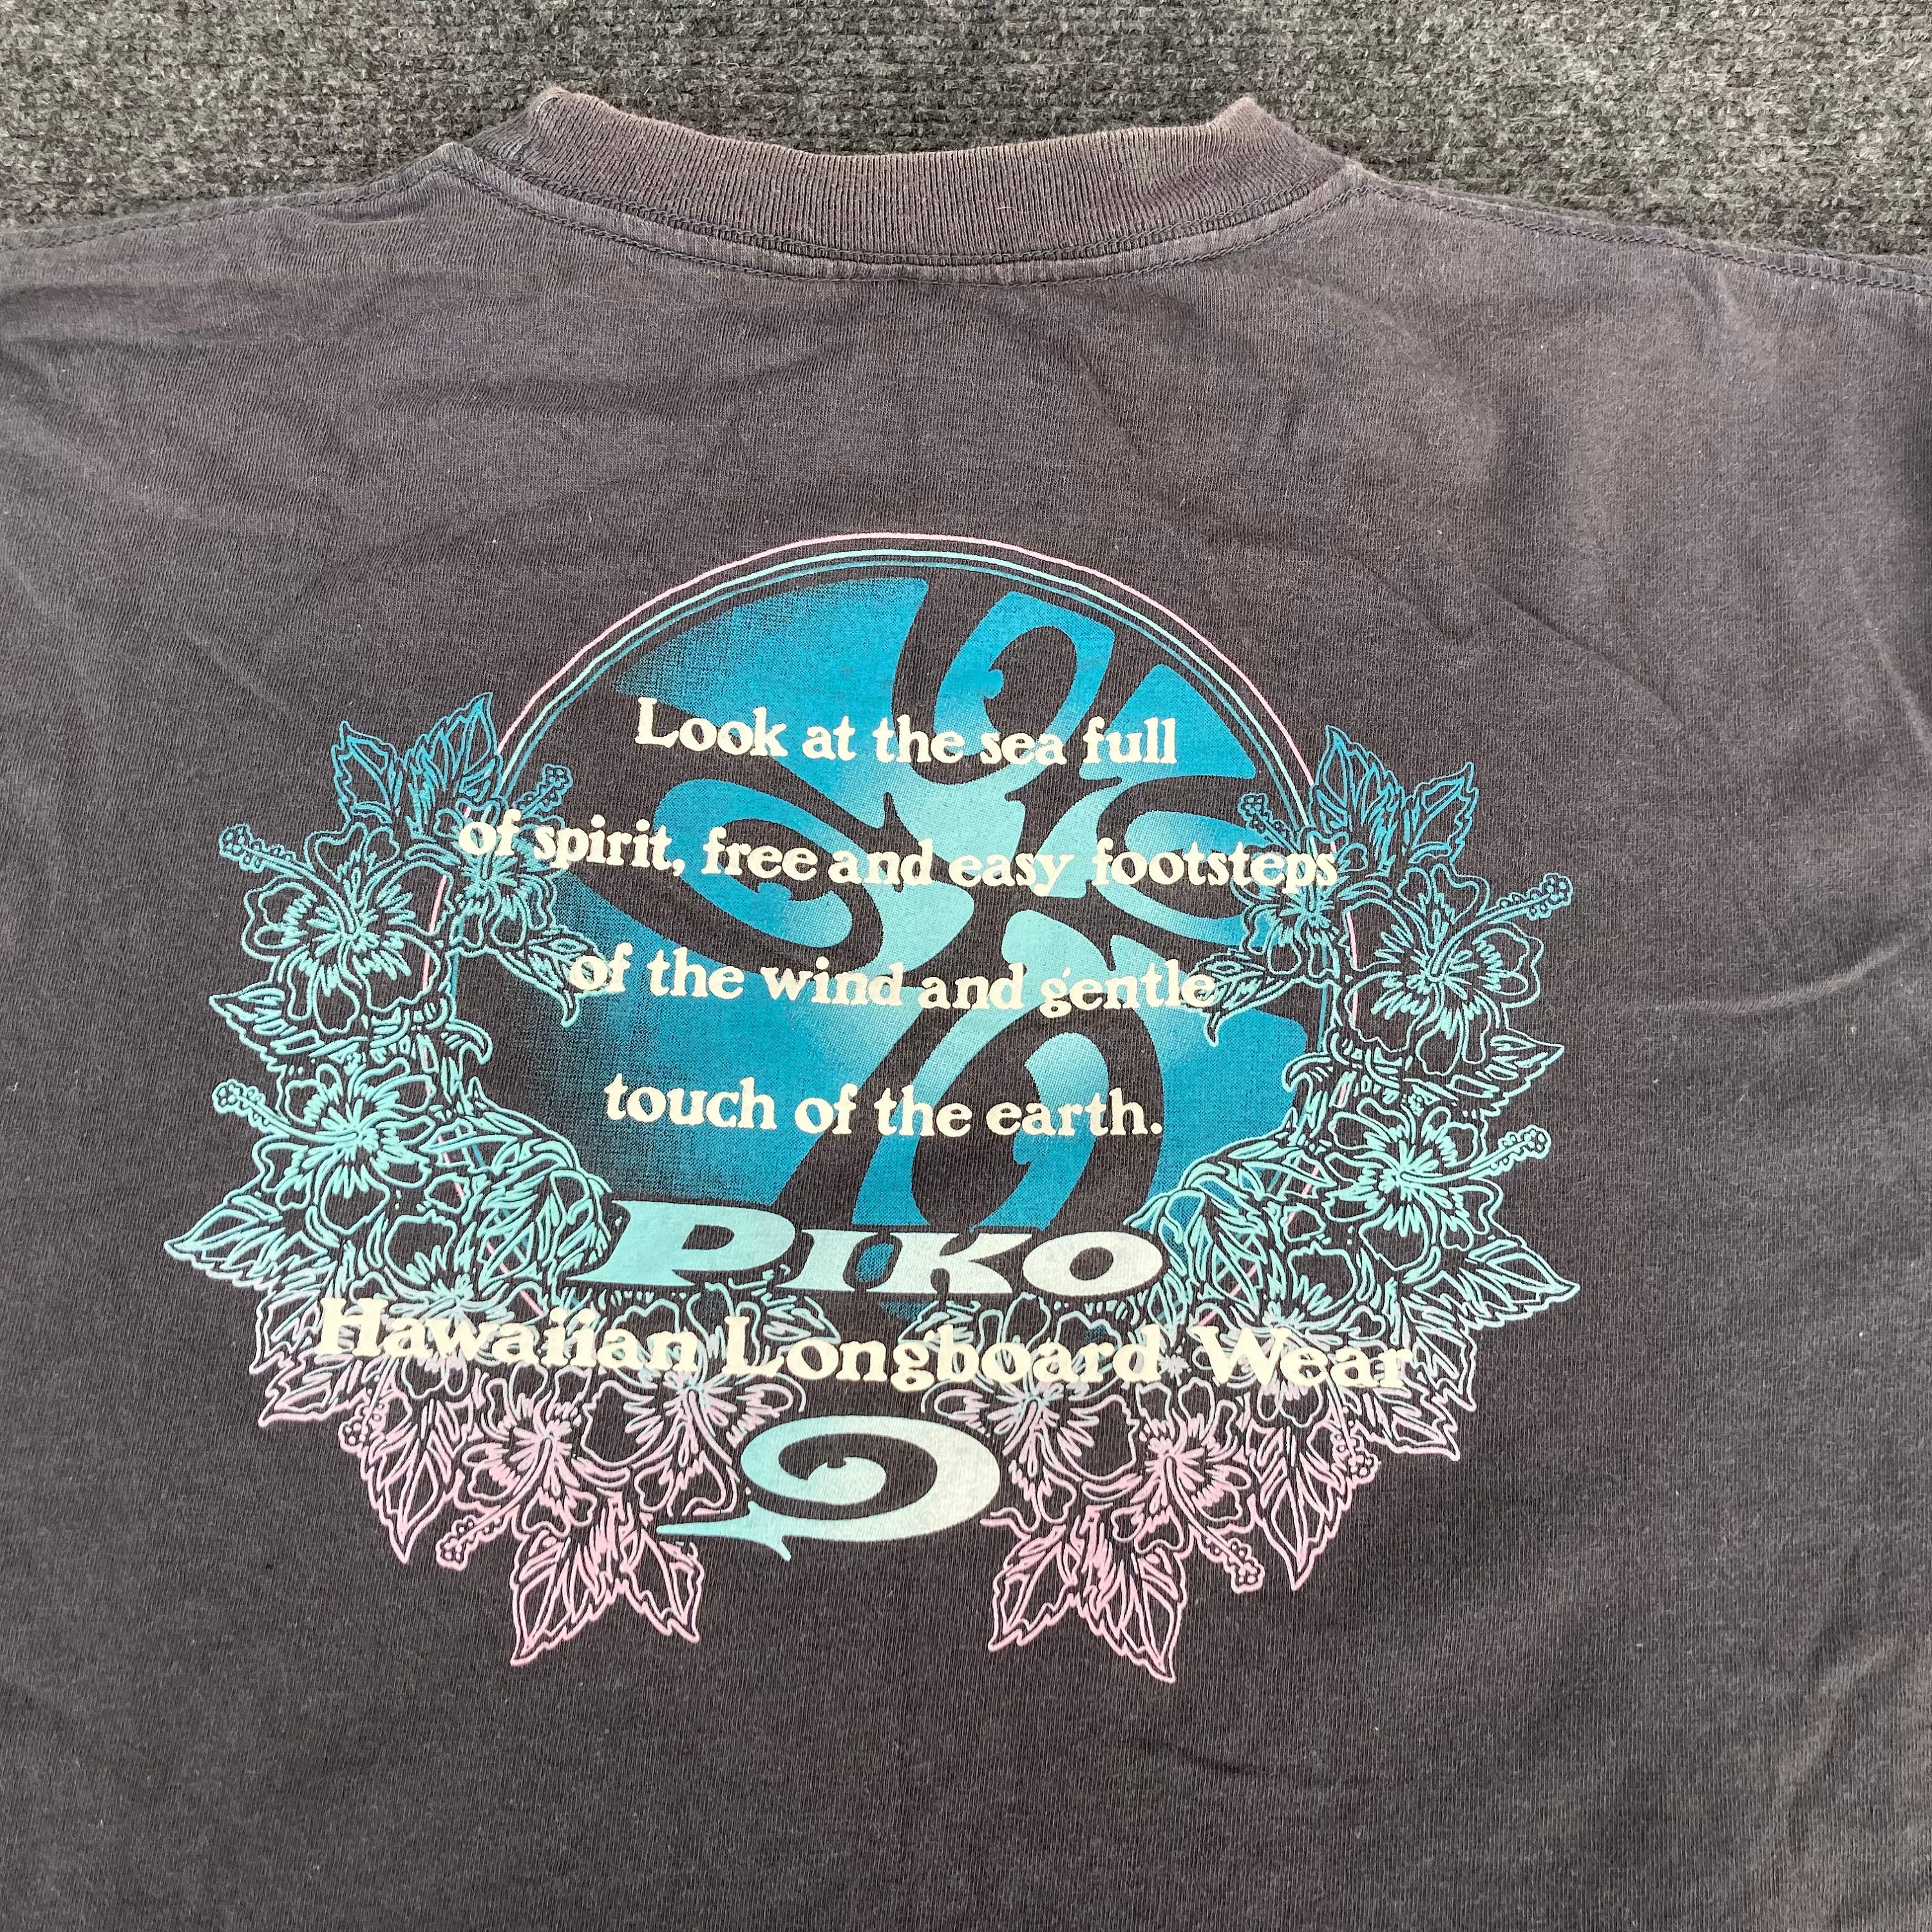 Look at the sea full
of spirit, free and easy footsteps
of the wind and gentle
touch of the earth.
PIKO
Hawaiian Longboard Wear